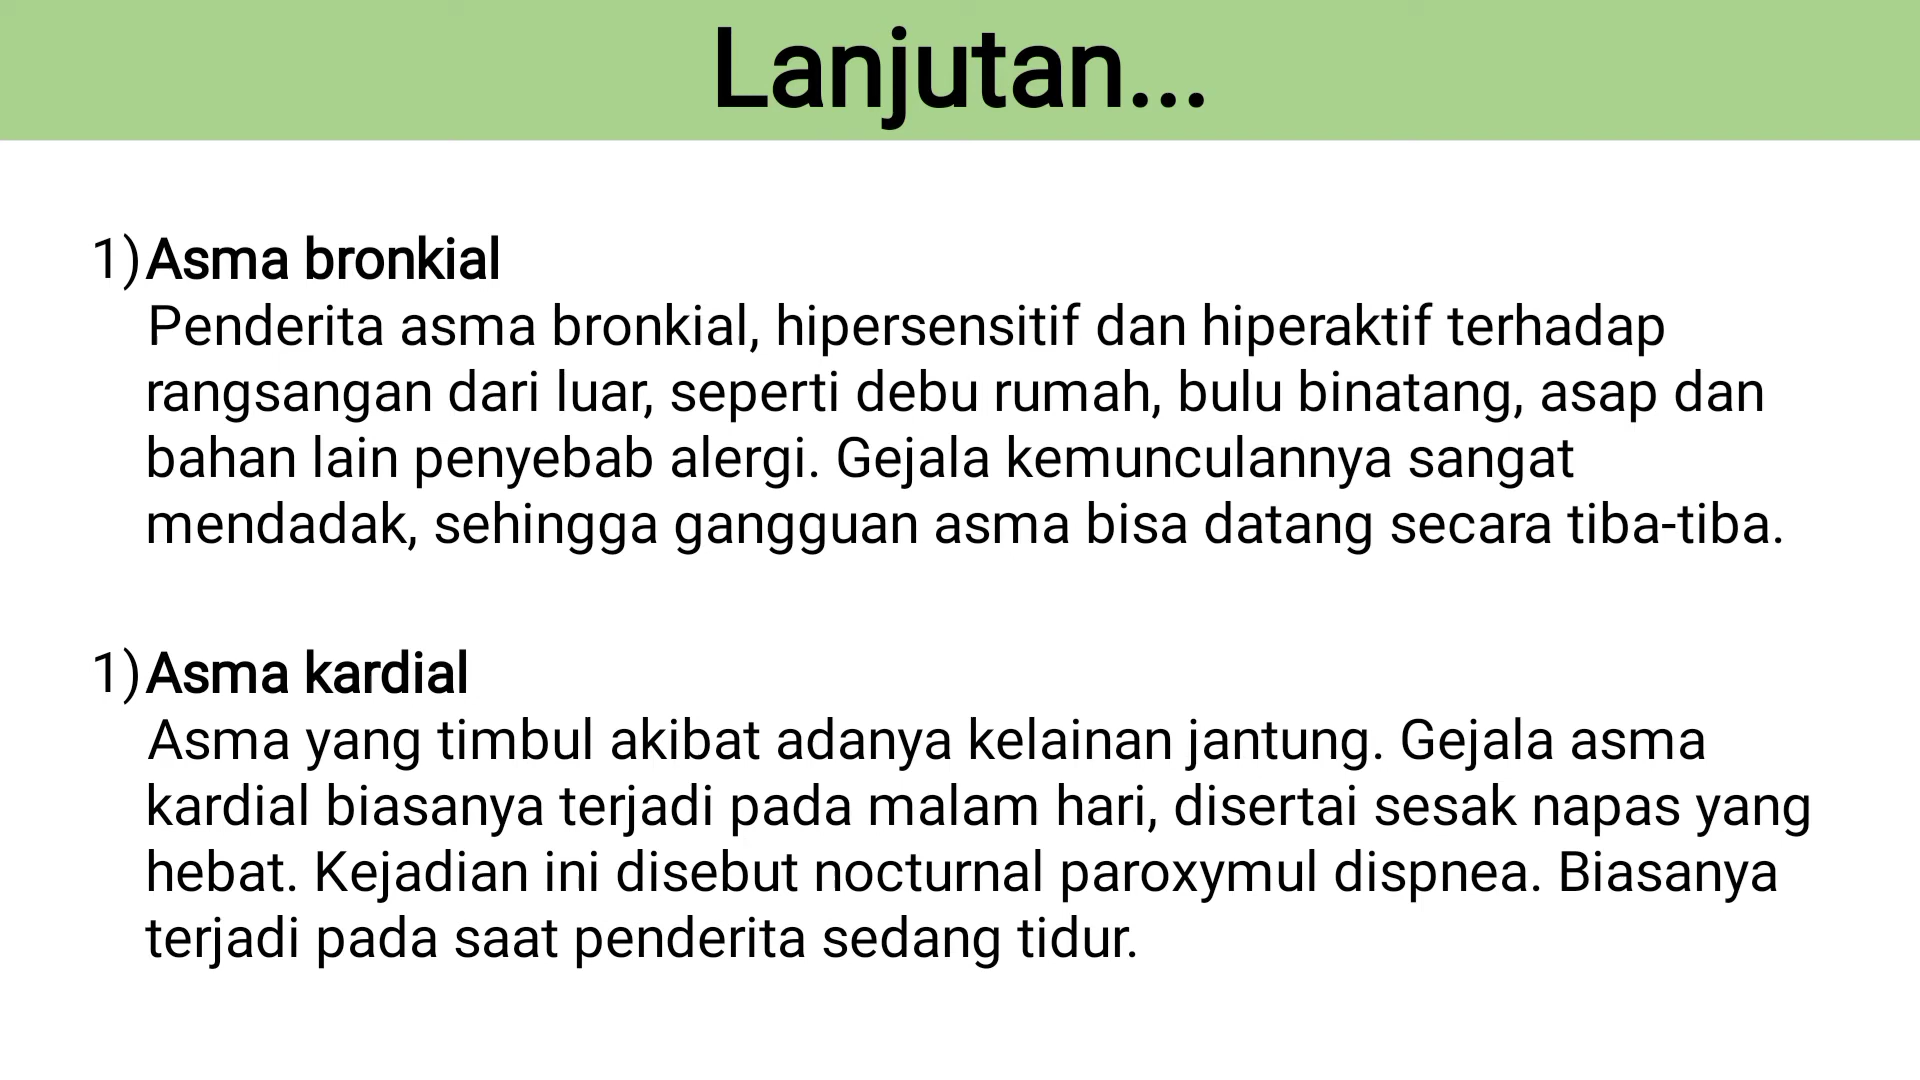 Lanjutan...
1) Asma bronkial
Penderita asma bronkial, hipersensitif dan hiperaktif terhadap
rangsangan dari luar, seperti debu rumah, bulu binatang, asap dan
bahan lain penyebab alergi. Gejala kemunculannya sangat
mendadak, sehingga gangguan asma bisa datang secara tiba-tiba.
1) Asma kardial
Asma yang timbul akibat adanya kelainan jantung. Gejala asma
kardial biasanya terjadi pada malam hari, disertai sesak napas yang
hebat. Kejadian ini disebut nocturnal paroxymul dispnea. Biasanya
terjadi pada saat penderita sedang tidur.